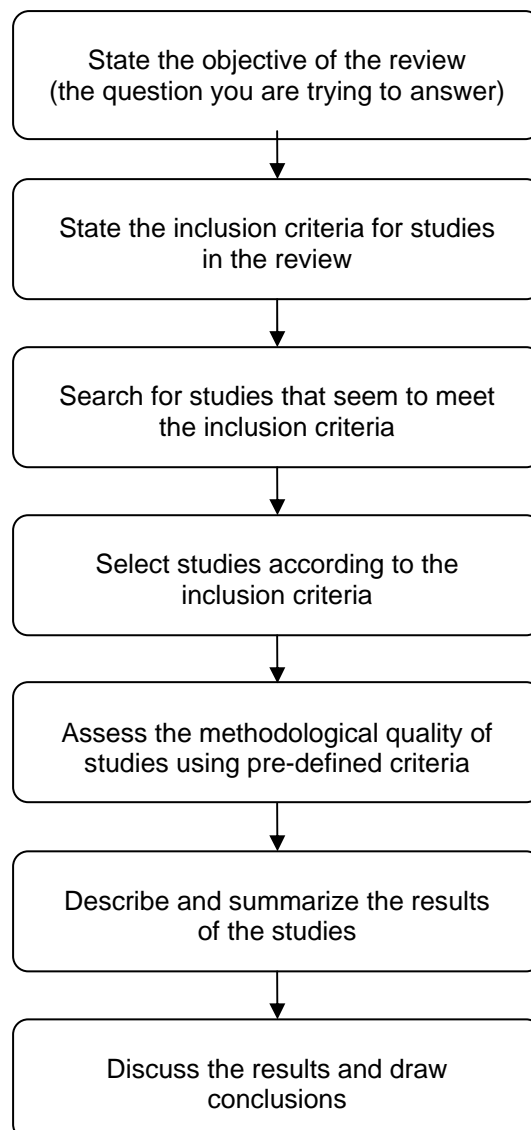 State the objective of the review
(the question you are trying to answer)
State the inclusion criteria for studies
in the review
Search for studies that seem to meet
the inclusion criteria
Select studies according to the
inclusion criteria
Assess the methodological quality of
studies using pre-defined criteria
Describe and summarize the results
of the studies
Discuss the results and draw
conclusions